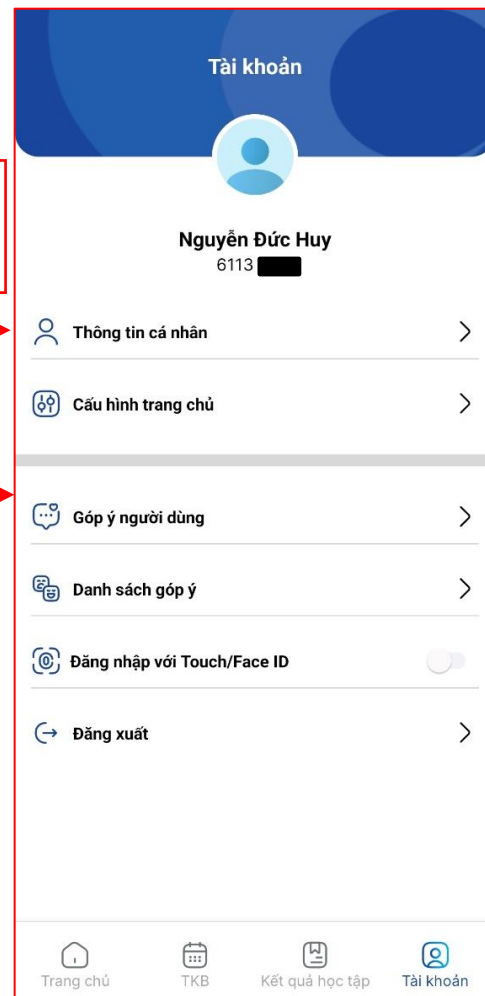 Tài khoản
Nguyễn Đức Huy
6113
Thông tin cá nhân
Cấu hình trang chủ
Góp ý người dùng
Danh sách góp ý
Đăng nhập với Touch/Face ID
Đăng xuất
Trang chủ
TKB
Kết quả học tập
Tài khoản